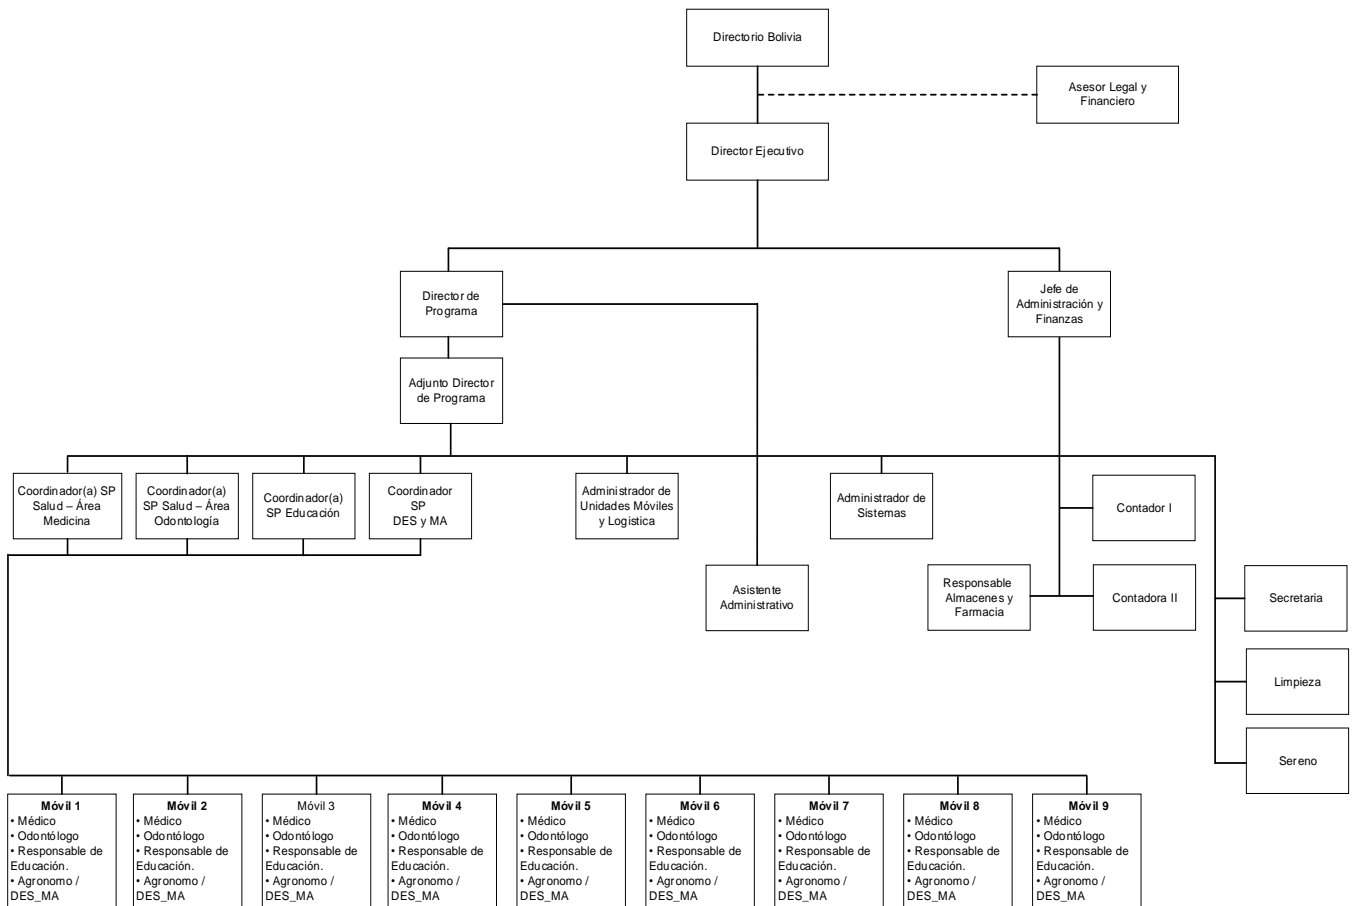 Directorio Bolivia
Asesor Legal y
Financiero
Director Ejecutivo
Director de
Programa
Jefe de
Administración y
Finanzas
Adjunto Director
de Programa
Coordinador(a) SP
Salud – Área
Medicina
Coordinador(a)
SP Salud – Área
Odontología
Coordinador(a)
SP Educación
Coordinador
SP
DES y MA
Administrador de
Unidades Móviles
y Logistica
Administrador de
Sistemas
Contador I
Asistente
Administrativo
Responsable
Almacenes y
Farmacia
Contadora II
Secretaria
Limpieza
Sereno
Móvil 1
• Médico
• Odontólogo
• Responsable de
Educación.
• Agronomo /
DES_MA
Móvil 2
• Médico
• Odontólogo
• Responsable de
Educación.
• Agronomo /
DES_MA
Móvil 3
• Médico
• Odontólogo
• Responsable de
Educación.
• Agronomo /
DES_MA
Móvil 4
• Médico
• Odontólogo
• Responsable de
Educación.
• Agronomo /
DES_MA
Móvil 5
• Médico
• Odontólogo
• Responsable de
Educación.
• Agronomo /
DES_MA
Móvil 6
• Médico
• Odontólogo
• Responsable de
Educación.
• Agronomo /
DES_MA
Móvil 7
• Médico
• Odontólogo
• Responsable de
Educación.
• Agronomo /
DES_MA
Móvil 8
• Médico
• Odontólogo
• Responsable de
Educación.
• Agronomo /
DES_MA
Móvil 9
• Médico
• Odontólogo
• Responsable de
Educación.
• Agronomo /
DES_MA